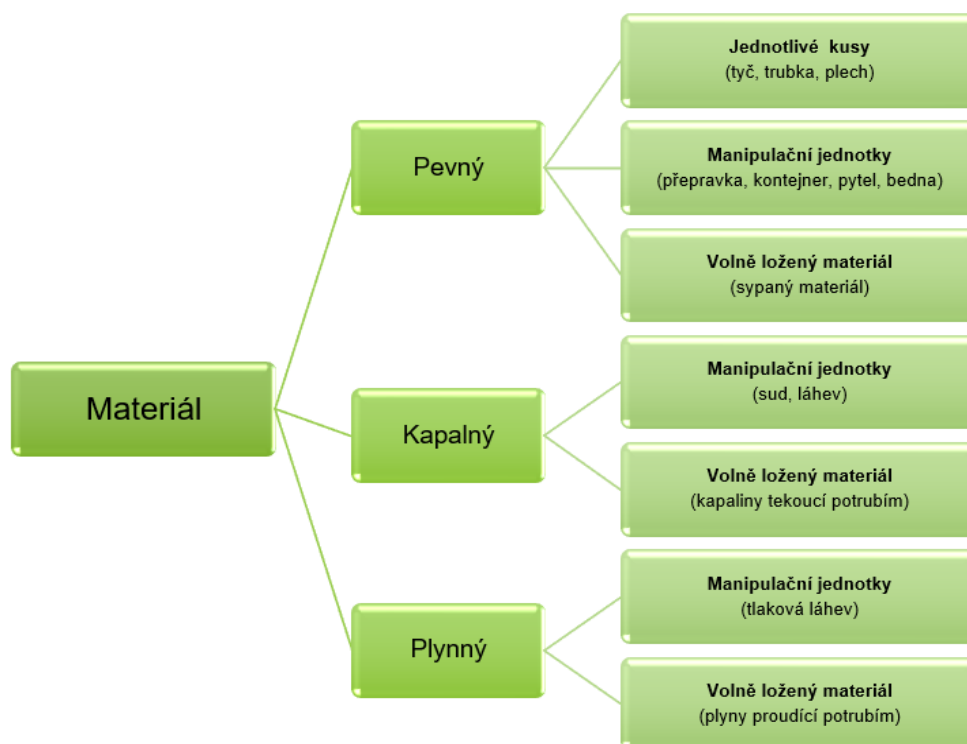 Materiál
Pevný
Jednotlivé kusy
(tyč, trubka, plech)
Manipulační jednotky
(přepravka, kontejner, pytel, bedna)
Volně ložený materiál
(sypaný materiál)
Kapalný
Manipulační jednotky
(sud, láhev)
Volně ložený materiál
(kapaliny tekoucí potrubím)
Plynný
Manipulační jednotky
(tlaková láhev)
Volně ložený materiál
(plyny proudící potrubím)